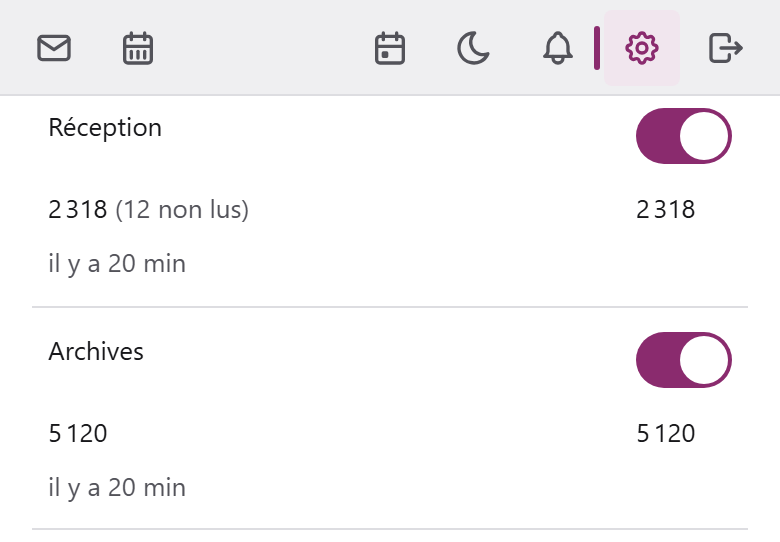 Réception
2 318 (12 non lus) 2 318
il y a 20 min
Archives
5 120 5 120
il y a 20 min